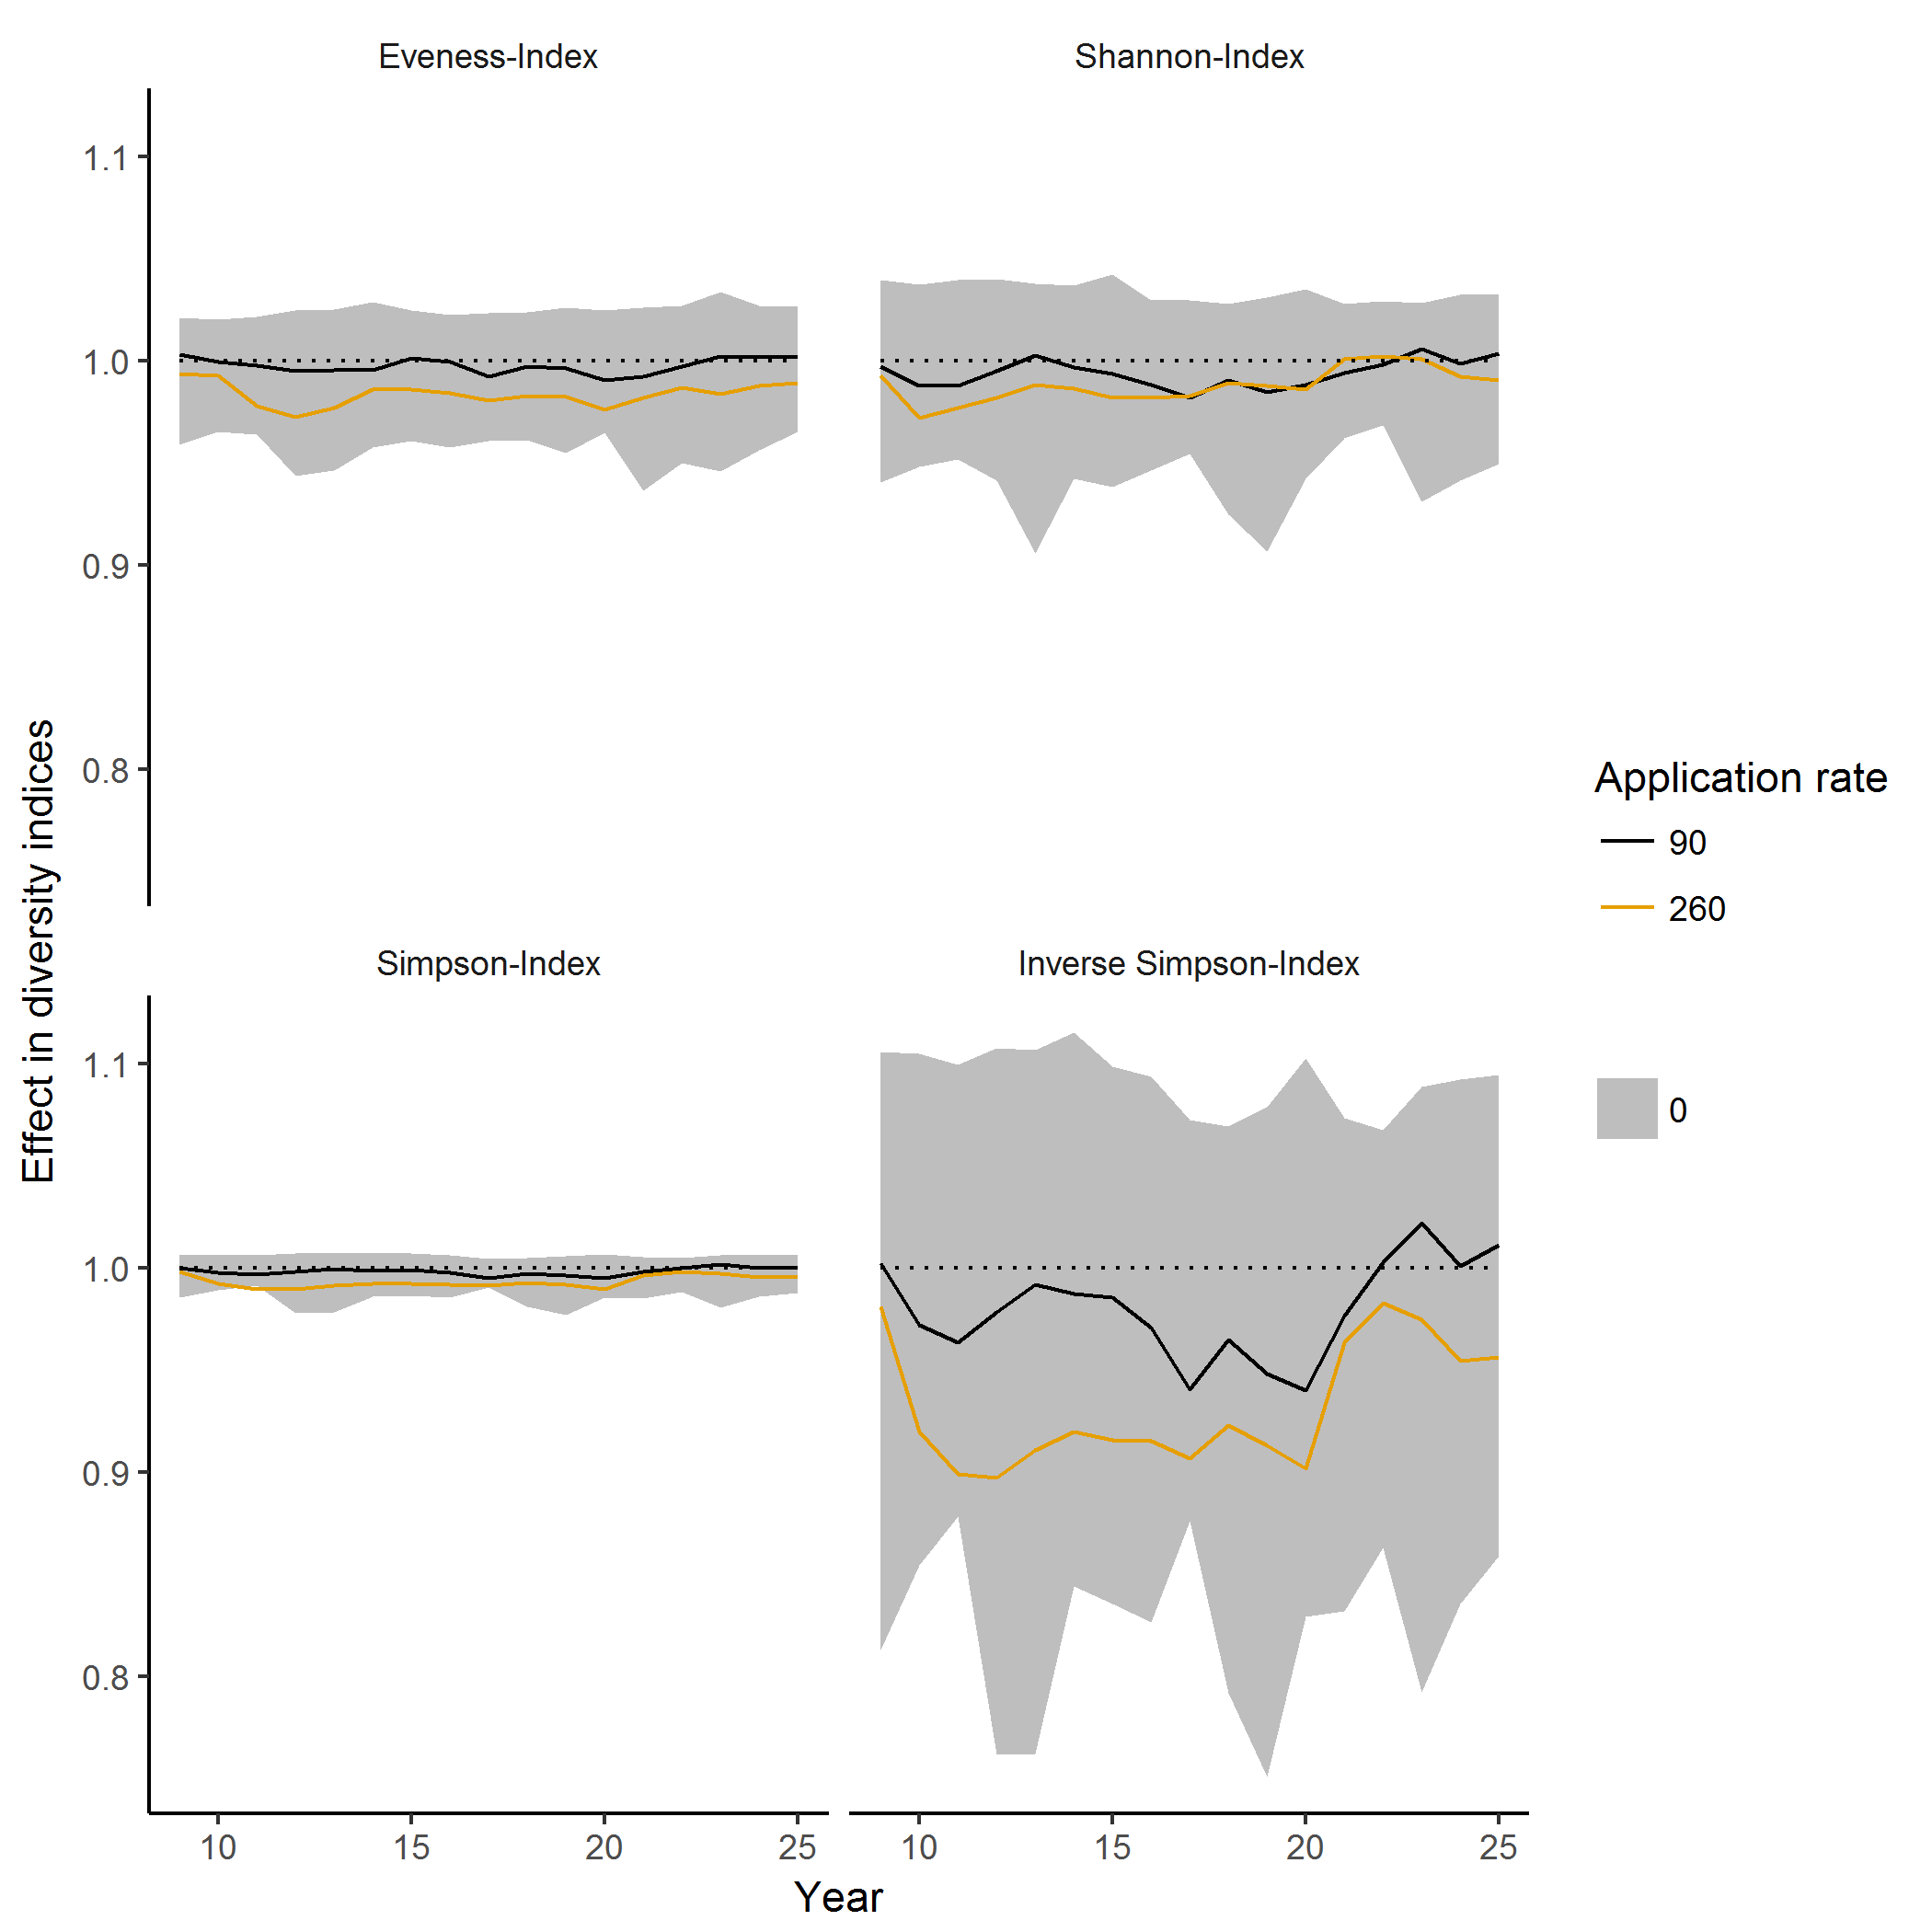 Eveness-Index
Shannon-Index
1.1
1.0
0.9
0.8
Simpson-Index
Inverse Simpson-Index
1.1
1.0
0.9
0.8
10
15
20
25
10
15
20
25
Year
Effect in diversity indices
Application rate
90
260
0